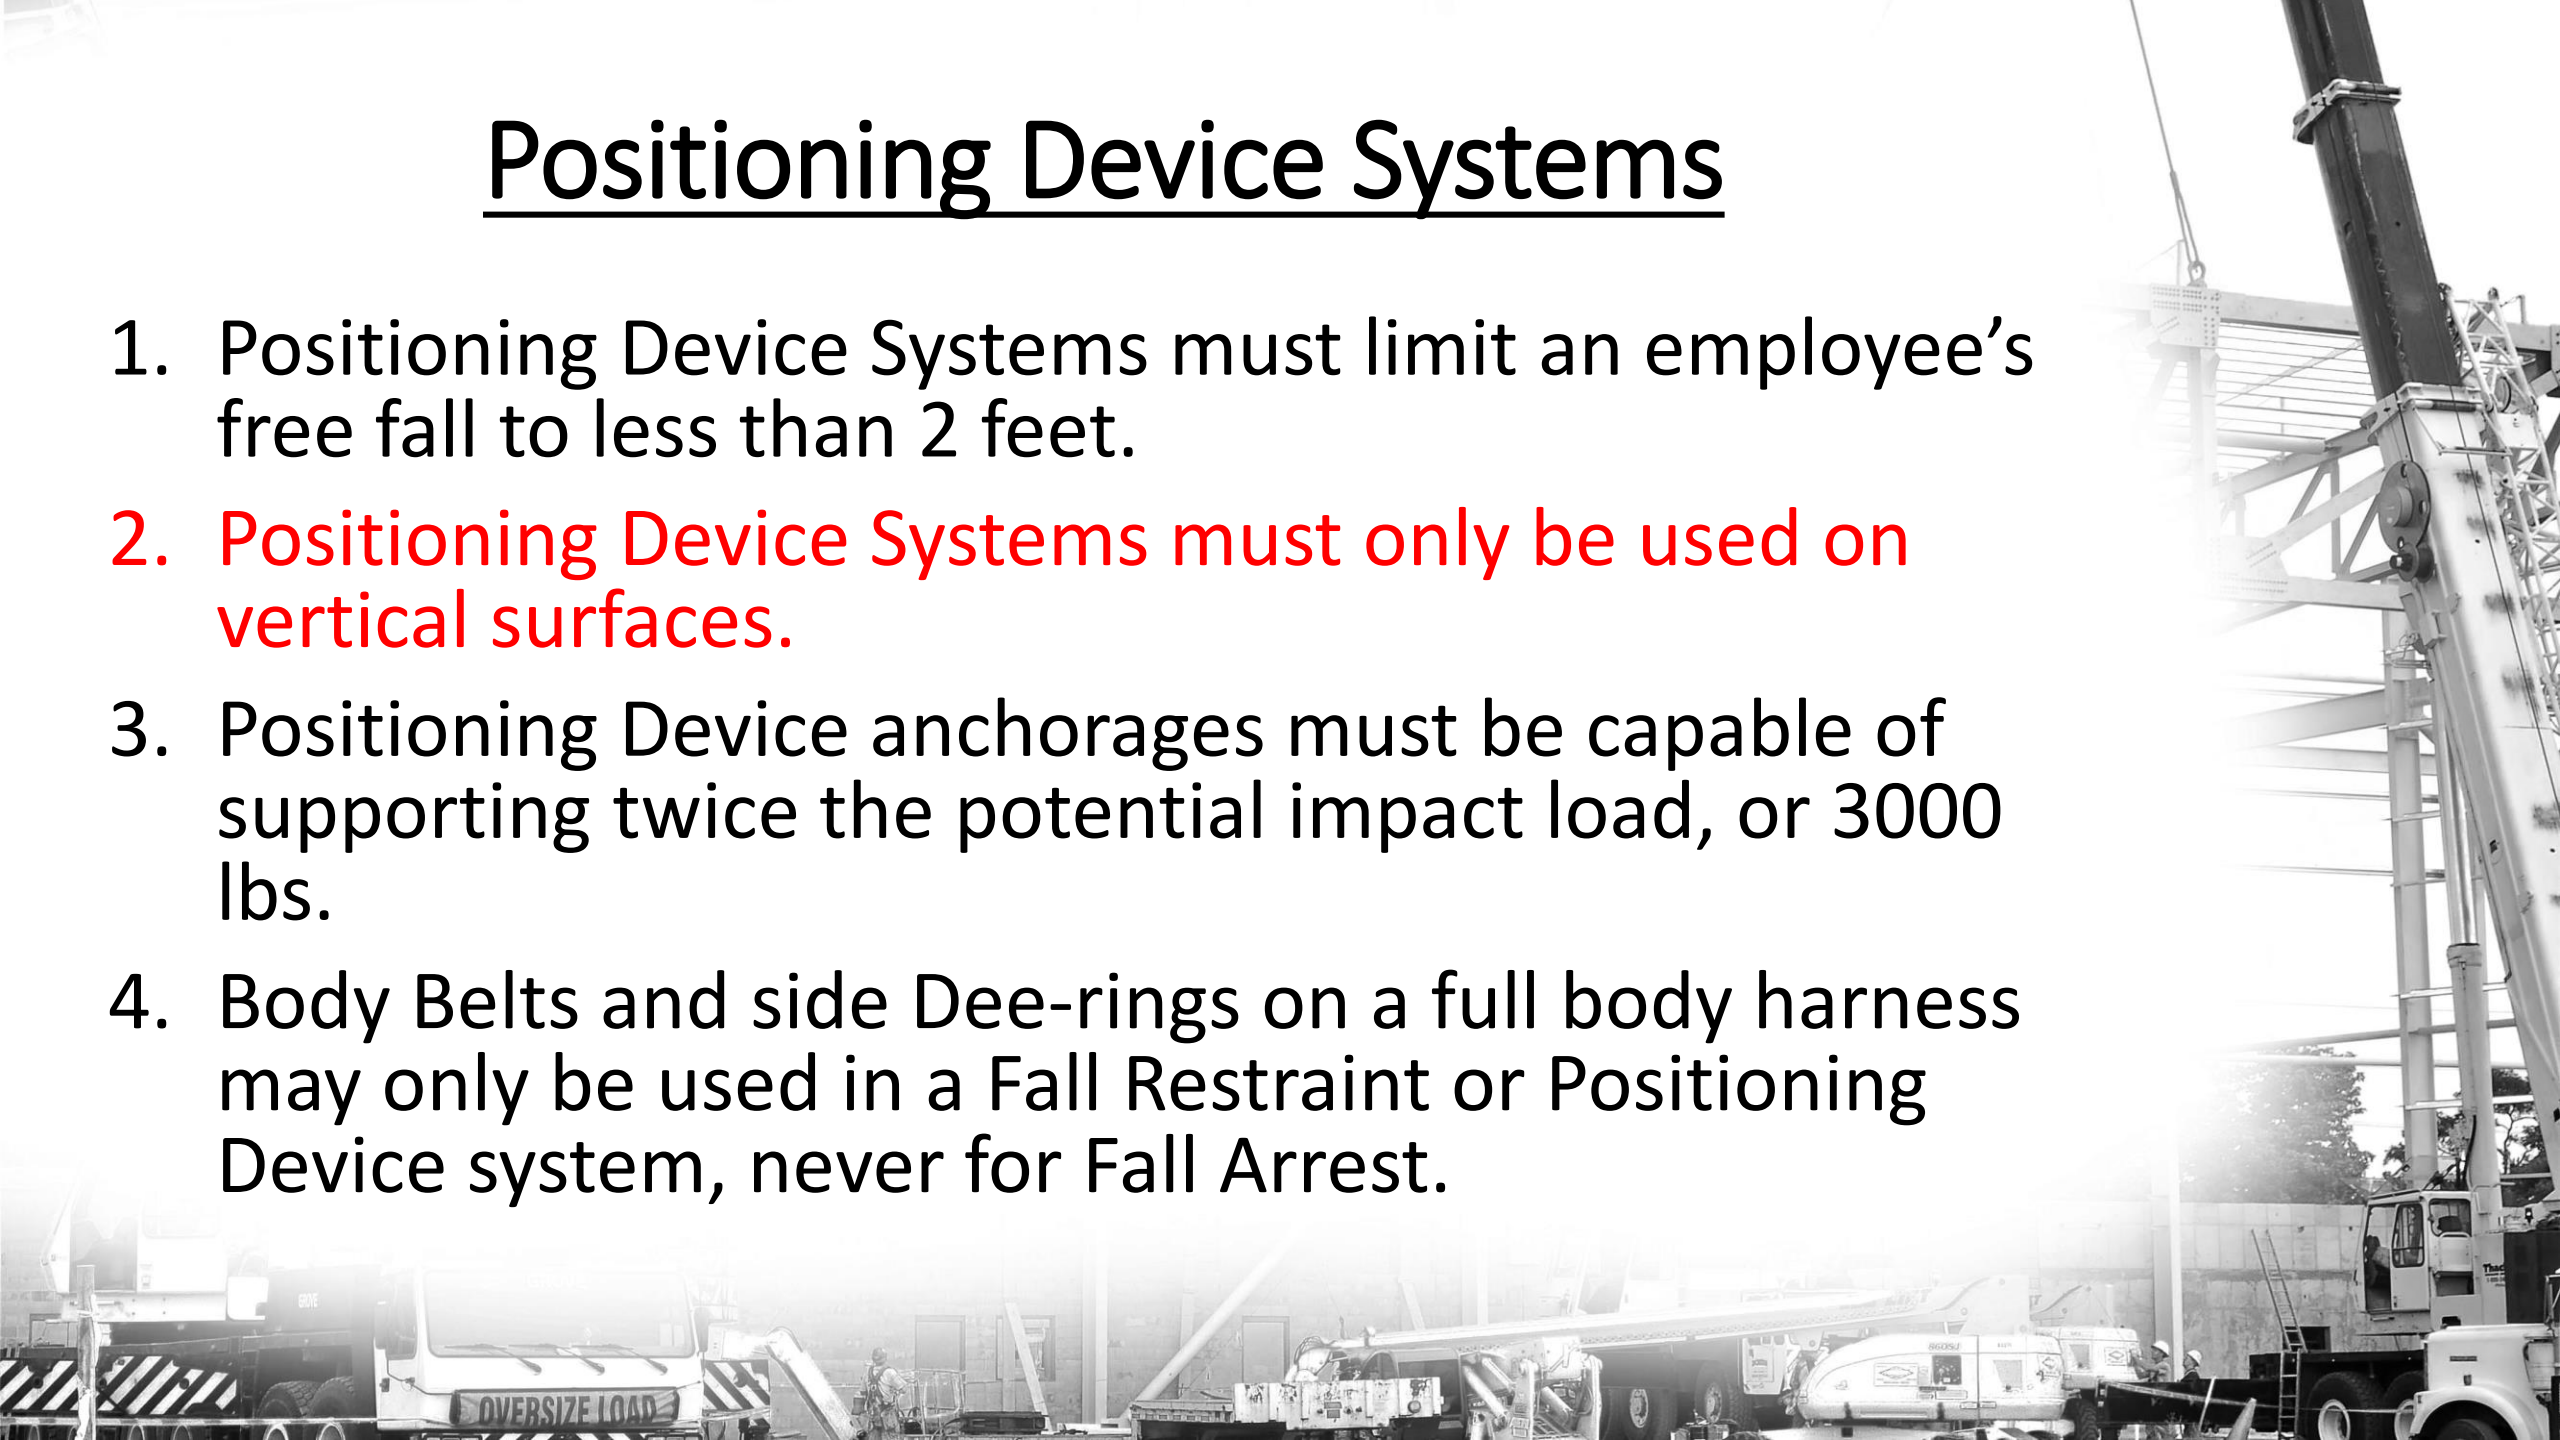 Positioning Device Systems
1. Positioning Device Systems must limit an employee’s
free fall to less than 2 feet.
2. Positioning Device Systems must only be used on
vertical surfaces.
3. Positioning Device anchorages must be capable of
supporting twice the potential impact load, or 3000
lbs.
4. Body Belts and side Dee-rings on a full body harness
may only be used in a Fall Restraint or Positioning
Device system, never for Fall Arrest.
GROVE
OVERSIZE LOAD